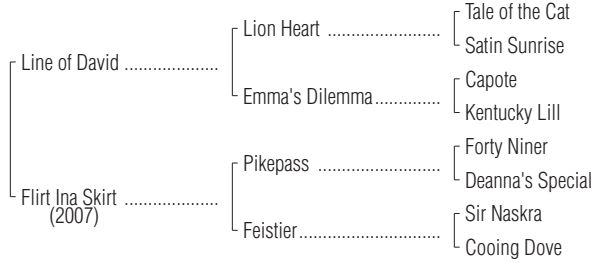 Tale of the Cat
Lion Heart ......................
Satin Sunrise
Line of David ....................
Capote
Emma's Dilemma .............
Kentucky Lill
Forty Niner
Pikepass ........................
Deanna's Special
Flirt Ina Skirt ....................
(2007)
Sir Naskra
Feistier ............................
Cooing Dove